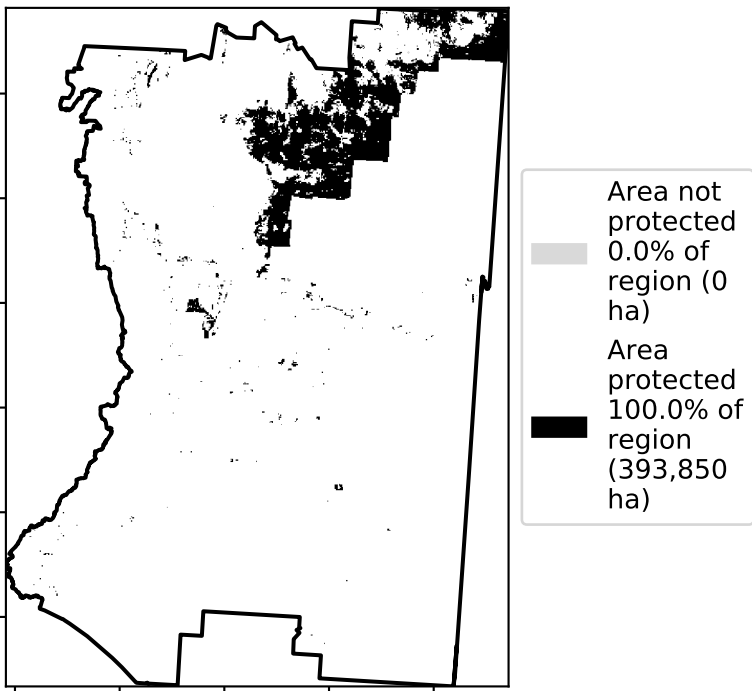 Area not
protected
0.0% of
region (0
ha)
Area
protected
100.0% of
region
(393,850
ha)